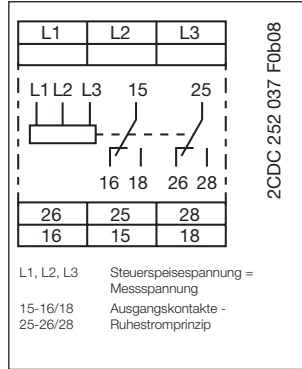 L1 L2 L3
L1 L2 L3 15 25
16 18 26 28
26 25 28
16 15 18
2CDC 252 037 F0b08
L1, L2, L3 Steuerspeisespannung =
Messspannung
15-16/18 Ausgangskontakte -
25-26/28 Ruhestromprinzip